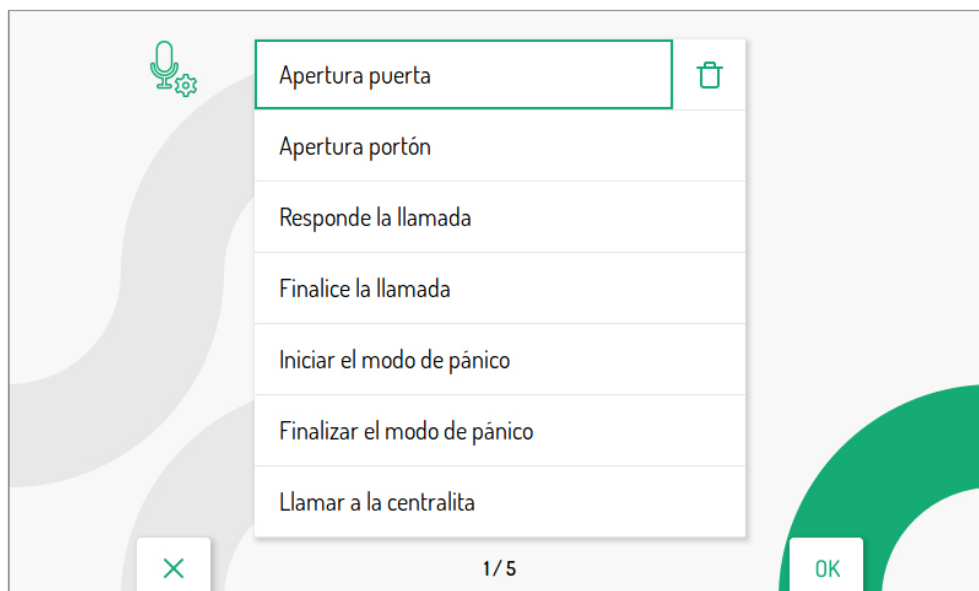 Apertura puerta
Apertura portón
Responde la llamada
Finalice la llamada
Iniciar el modo de pánico
Finalizar el modo de pánico
Llamar a la centralita
1 / 5
OK